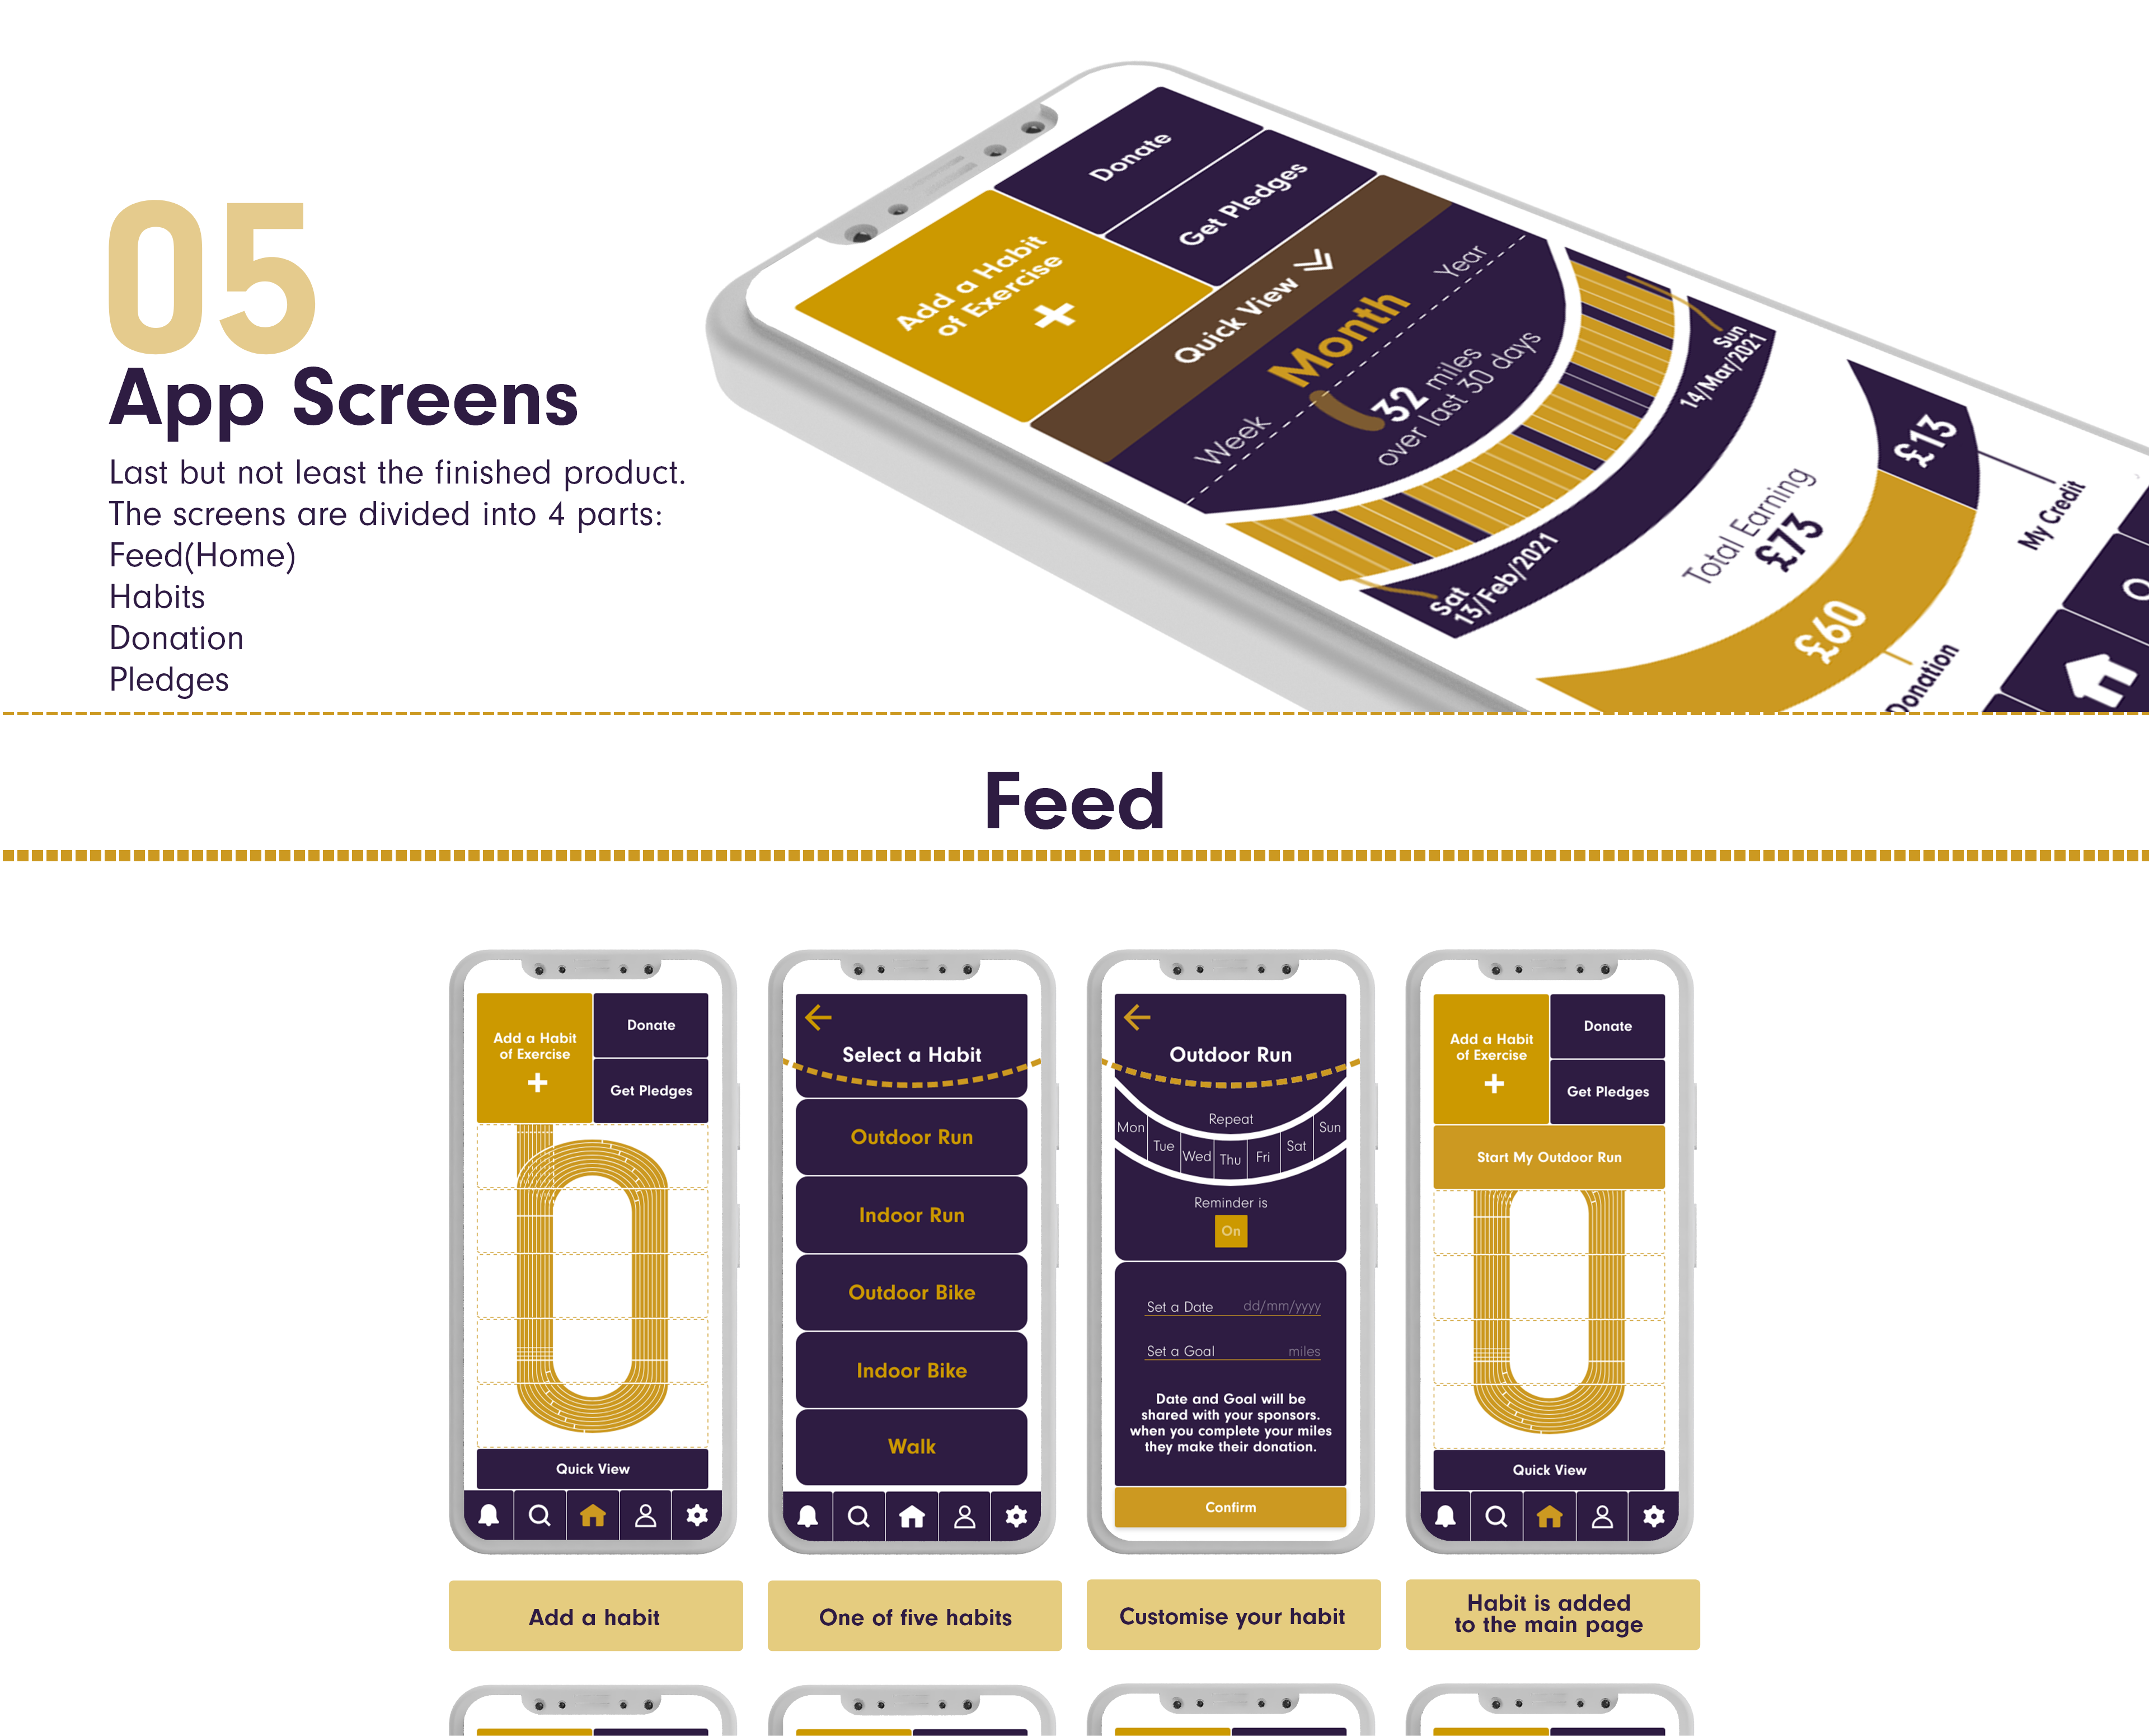 05
App Screens
Last but not least the finished product.
The screens are divided into 4 parts:
Feed(Home)
Habits
Donation
Pledges
Donate
Get Pledges
Add a Habit
of Exercise
+
Quick View
Week
Month
Year
32 miles
over last 30 days
Sun
14/Mar/2021
Sat
13/Feb/2021
Total Earning
£73
£13
My Credit
£60
Donation
Feed
Add a Habit
of Exercise
+
Donate
Get Pledges
Quick View
Add a habit
Select a Habit
Outdoor Run
Indoor Run
Outdoor Bike
Indoor Bike
Walk
One of five habits
Outdoor Run
Repeat
Mon Tue Wed Thu Fri Sat Sun
Reminder is
On
Set a Date dd/mm/yyyy
Set a Goal miles
Date and Goal will be
shared with your sponsors.
when you complete your miles
they make their donation.
Confirm
Customise your habit
Add a Habit
of Exercise
+
Donate
Get Pledges
Start My Outdoor Run
Quick View
Habit is added
to the main page